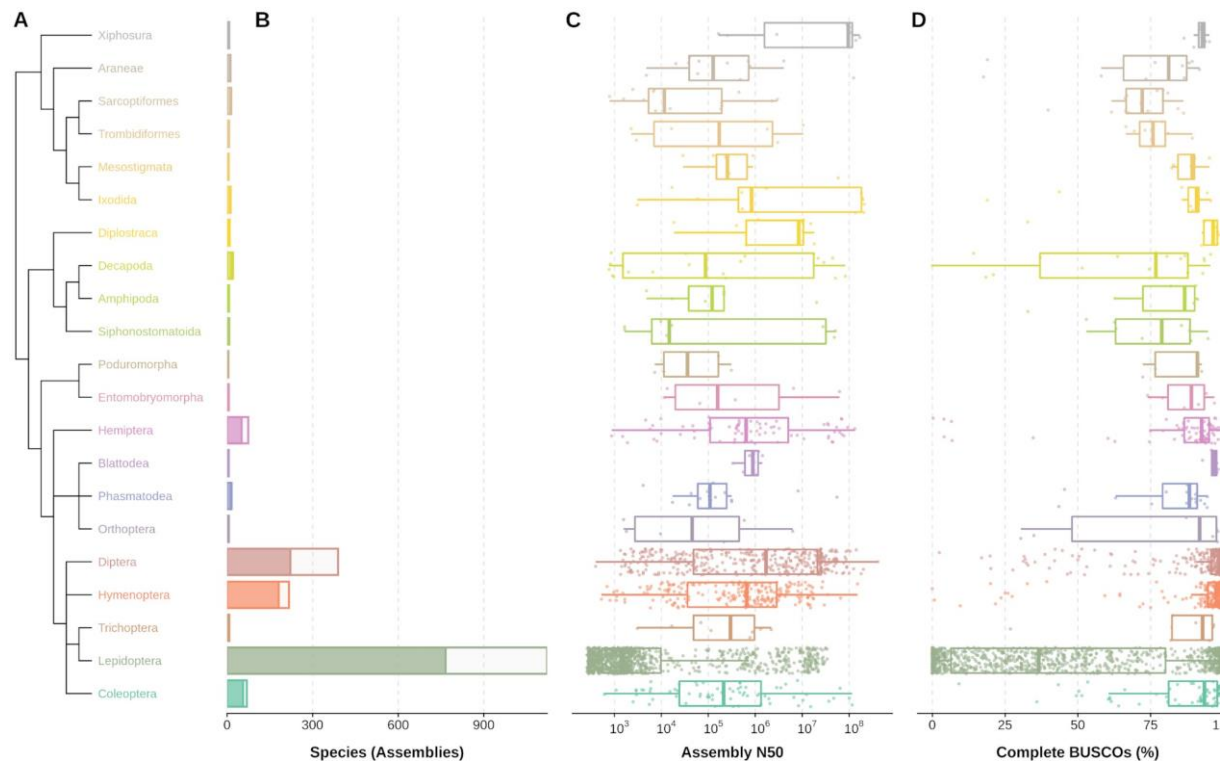 A
B
C
D
Xiphosura
Araneae
Sarcoptiformes
Trombidiformes
Mesostigmata
Ixodida
Diplostraca
Decapoda
Amphipoda
Siphonostomatoida
Poduromorpha
Entomobryomorpha
Hemiptera
Blattodea
Phasmatodea
Orthoptera
Diptera
Hymenoptera
Trichoptera
Lepidoptera
Coleoptera
0 300 600 900
10³ 10⁴ 10⁵ 10⁶ 10⁷ 10⁸
0 25 50 75 1
Species (Assemblies)
Assembly N50
Complete BUSCOs (%)